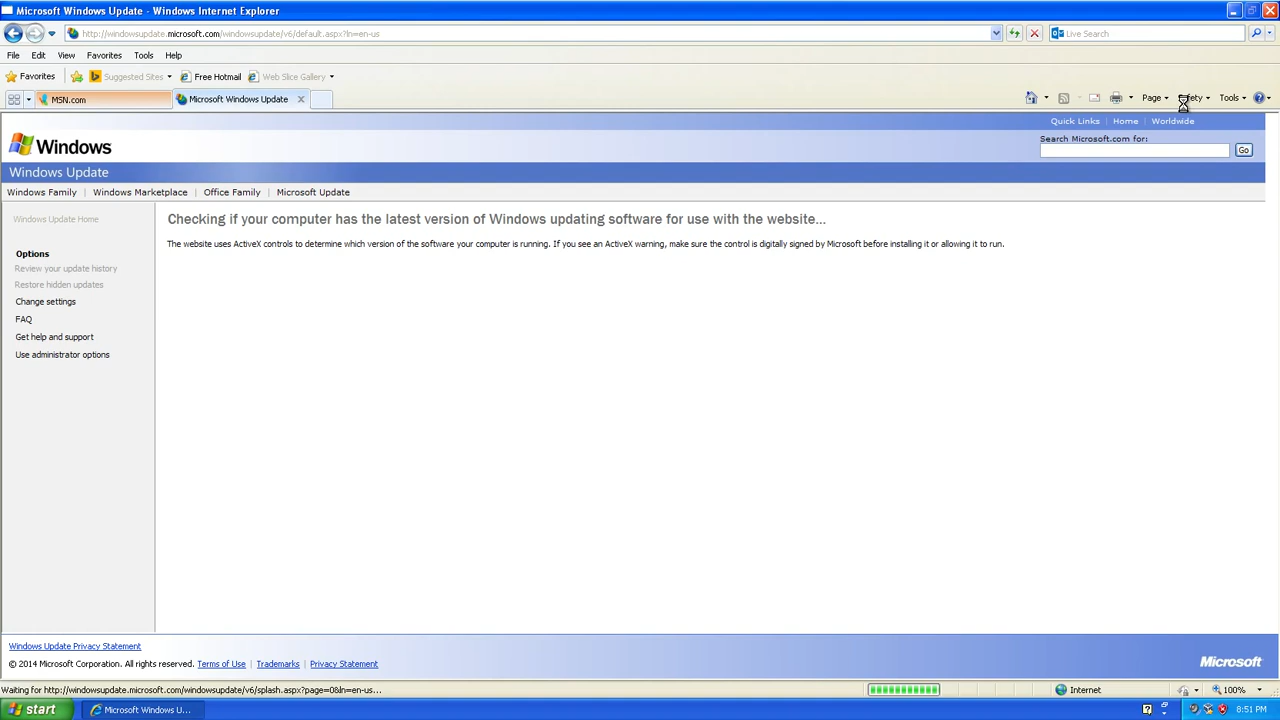 Microsoft Windows Update - Windows Internet Explorer
http://windowsupdate.microsoft.com/windowsupdate/v6/default.aspx?ln=en-us
Live Search
File Edit View Favorites Tools Help
Favorites Suggested Sites Free Hotmail Web Slice Gallery
MSN.com Microsoft Windows Update Page Tools
Quick Links | Home | Worldwide
Windows
Search Microsoft.com for:
Go
Windows Update
Windows Family | Windows Marketplace | Office Family | Microsoft Update
Windows Update Home
Checking if your computer has the latest version of Windows updating software for use with the website...
The website uses ActiveX controls to determine which version of the software your computer is running. If you see an ActiveX warning, make sure the control is digitally signed by Microsoft before installing it or allowing it to run.
Options
Review your update history
Restore hidden updates
Change settings
FAQ
Get help and support
Use administrator options
Windows Update Privacy Statement
© 2014 Microsoft Corporation. All rights reserved. Terms of Use | Trademarks | Privacy Statement
Microsoft
Waiting for http://windowsupdate.microsoft.com/windowsupdate/v6/splash.aspx?page=0&ln=en-us...
Internet
100%
start
Microsoft Windows U...
8:51 PM